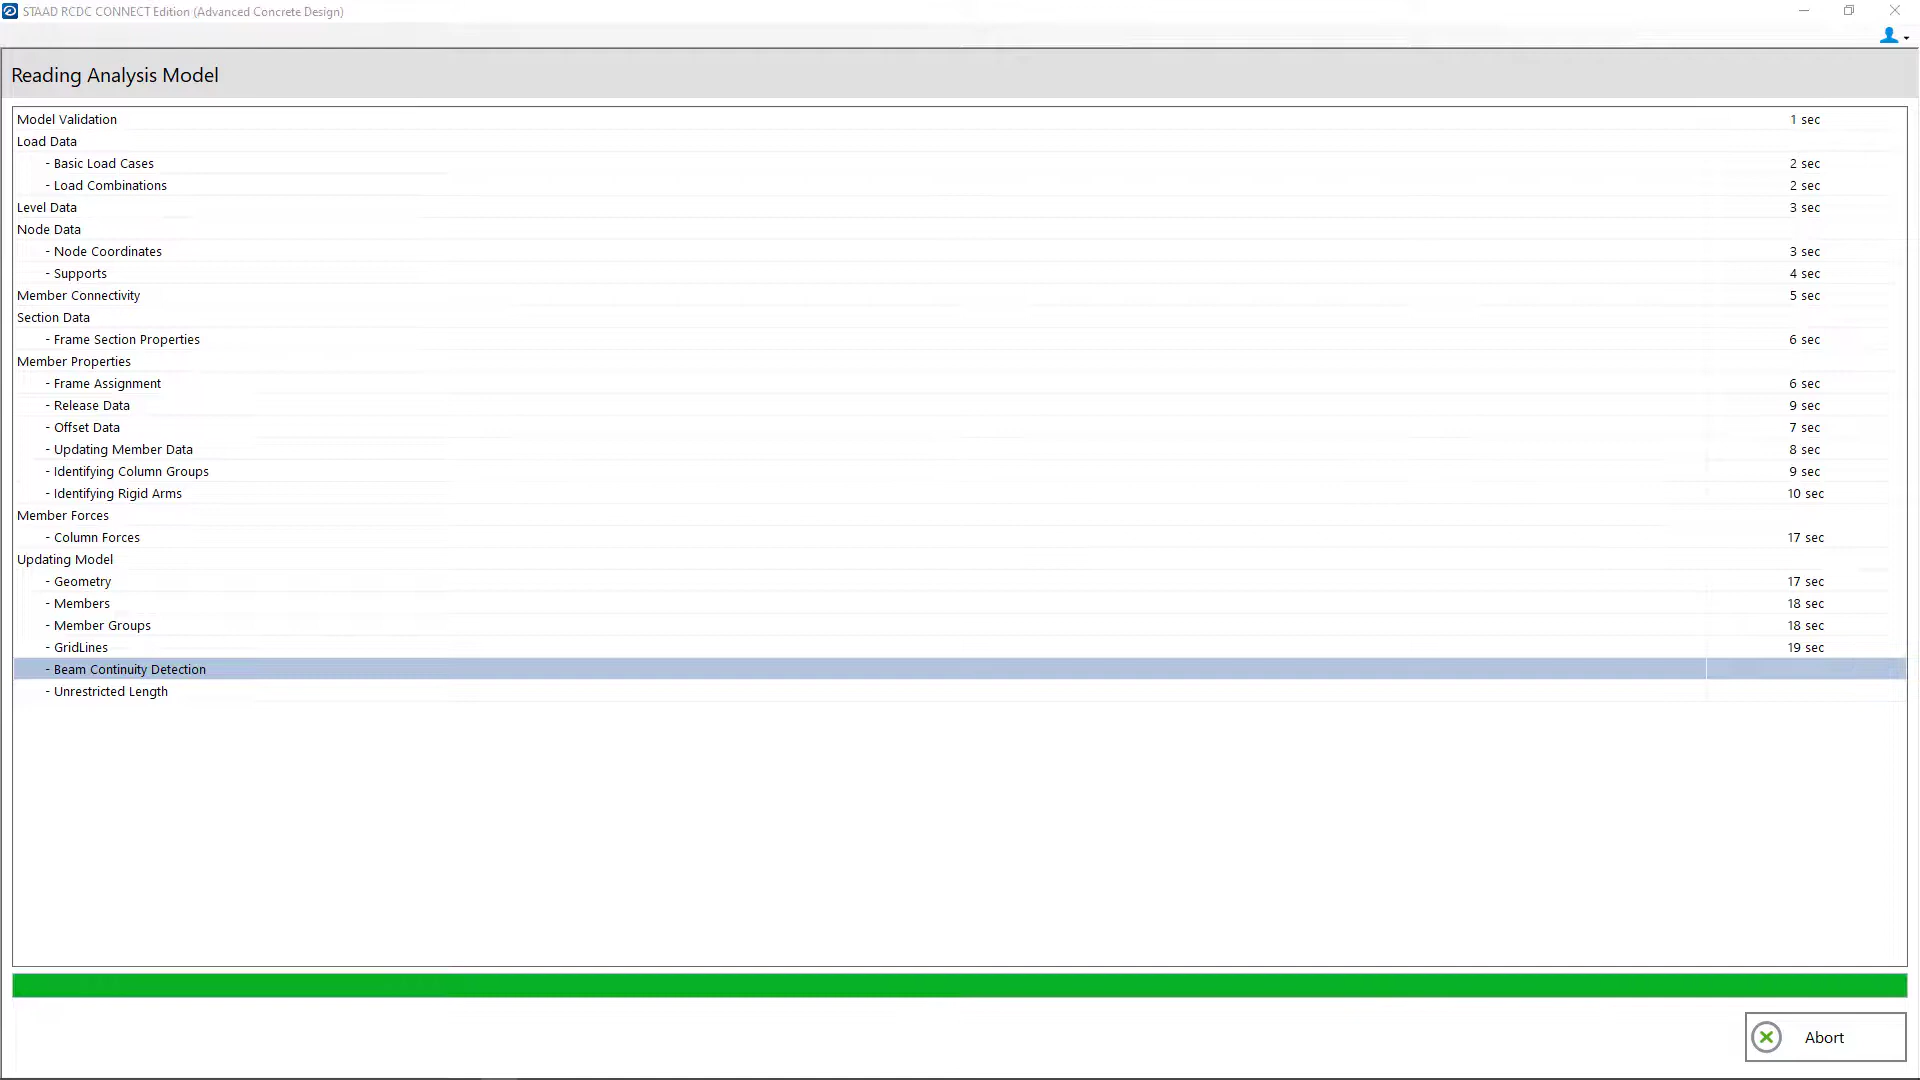 STAAD RCDC CONNECT Edition (Advanced Concrete Design)
Reading Analysis Model
Model Validation 1 sec
Load Data
- Basic Load Cases 2 sec
- Load Combinations 2 sec
Level Data 3 sec
Node Data
- Node Coordinates 3 sec
- Supports 4 sec
Member Connectivity 5 sec
Section Data
- Frame Section Properties 6 sec
Member Properties
- Frame Assignment 6 sec
- Release Data 9 sec
- Offset Data 7 sec
- Updating Member Data 8 sec
- Identifying Column Groups 9 sec
- Identifying Rigid Arms 10 sec
Member Forces
- Column Forces 17 sec
Updating Model
- Geometry 17 sec
- Members 18 sec
- Member Groups 18 sec
- GridLines 19 sec
- Beam Continuity Detection
- Unrestricted Length
Abort